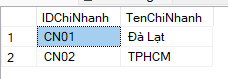 IDChiNhanh TenChiNhanh
1 CN01 Đà Lạt
2 CN02 TPHCM